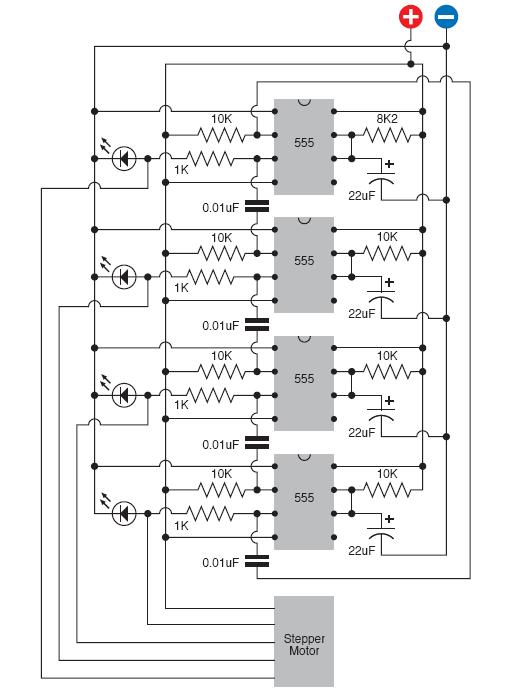 + −
10K 8K2
555
1K +
22uF
0.01uF
10K 10K
555
1K +
22uF
0.01uF
10K 10K
555
1K +
22uF
0.01uF
10K 10K
555
1K +
22uF
0.01uF
Stepper
Motor